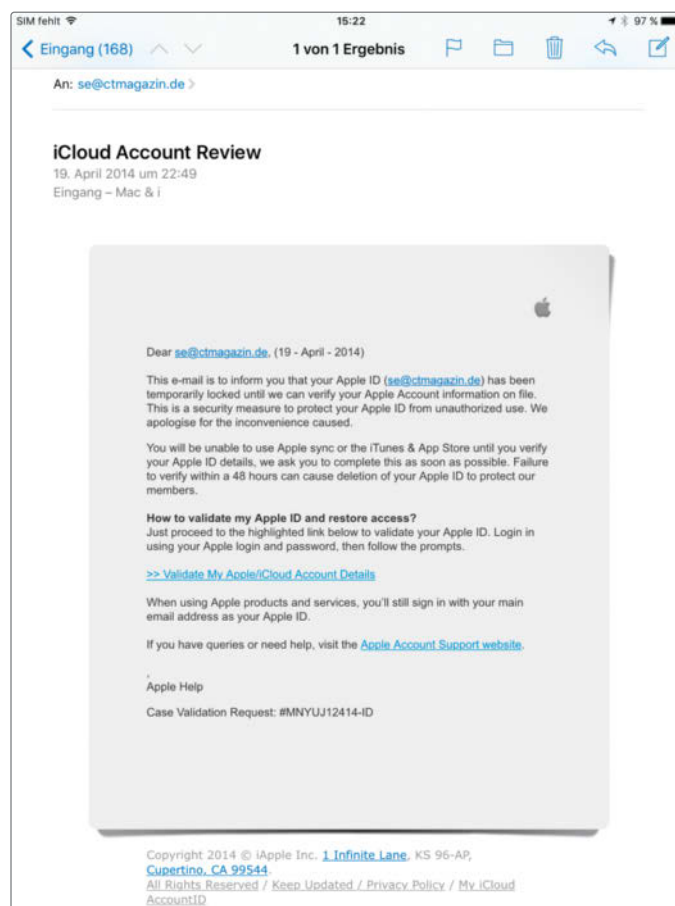 SIM fehlt 15:22 97 %
Eingang (168) 1 von 1 Ergebnis
An: se@ctmagazin.de
iCloud Account Review
19. April 2014 um 22:49
Eingang – Mac & i
Dear se@ctmagazin.de, (19 - April - 2014)
This e-mail is to inform you that your Apple ID (se@ctmagazin.de) has been
temporarily locked until we can verify your Apple Account information on file.
This is a security measure to protect your Apple ID from unauthorized use. We
apologise for the inconvenience caused.
You will be unable to use Apple sync or the iTunes & App Store until you verify
your Apple ID details, we ask you to complete this as soon as possible. Failure
to verify within a 48 hours can cause deletion of your Apple ID to protect our
members.
How to validate my Apple ID and restore access?
Just proceed to the highlighted link below to validate your Apple ID. Login in
using your Apple login and password, then follow the prompts.
>> Validate My Apple/iCloud Account Details
When using Apple products and services, you'll still sign in with your main
email address as your Apple ID.
If you have queries or need help, visit the Apple Account Support website.
,
Apple Help
Case Validation Request: #MNYUJ12414-ID
Copyright 2014 © iApple Inc. 1 Infinite Lane, KS 96-AP,
Cupertino, CA 99544.
All Rights Reserved / Keep Updated / Privacy Policy / My iCloud
AccountID